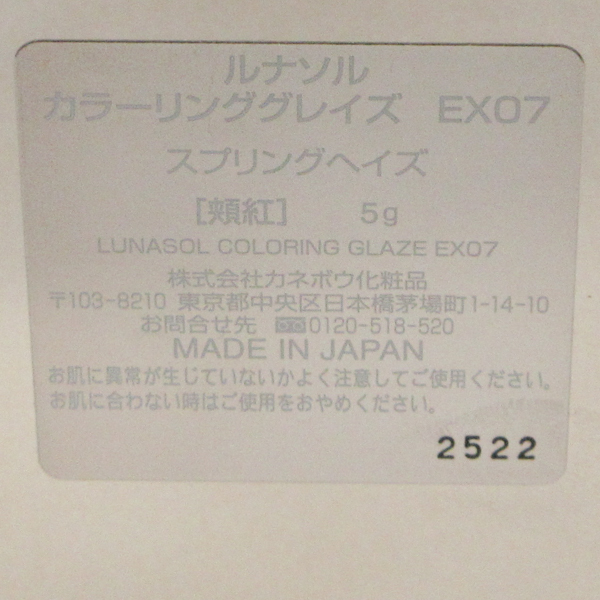 ルナソル
カラーリンググレイズ EX07
スプリングヘイズ
[頬紅] 5g
LUNASOL COLORING GLAZE EX07
株式会社カネボウ化粧品
〒103-8210 東京都中央区日本橋茅場町1-14-10
お問合せ先 0120-518-520
MADE IN JAPAN
お肌に異常が生じていないかよく注意してご使用ください。
お肌に合わない時はご使用をおやめください。
2522